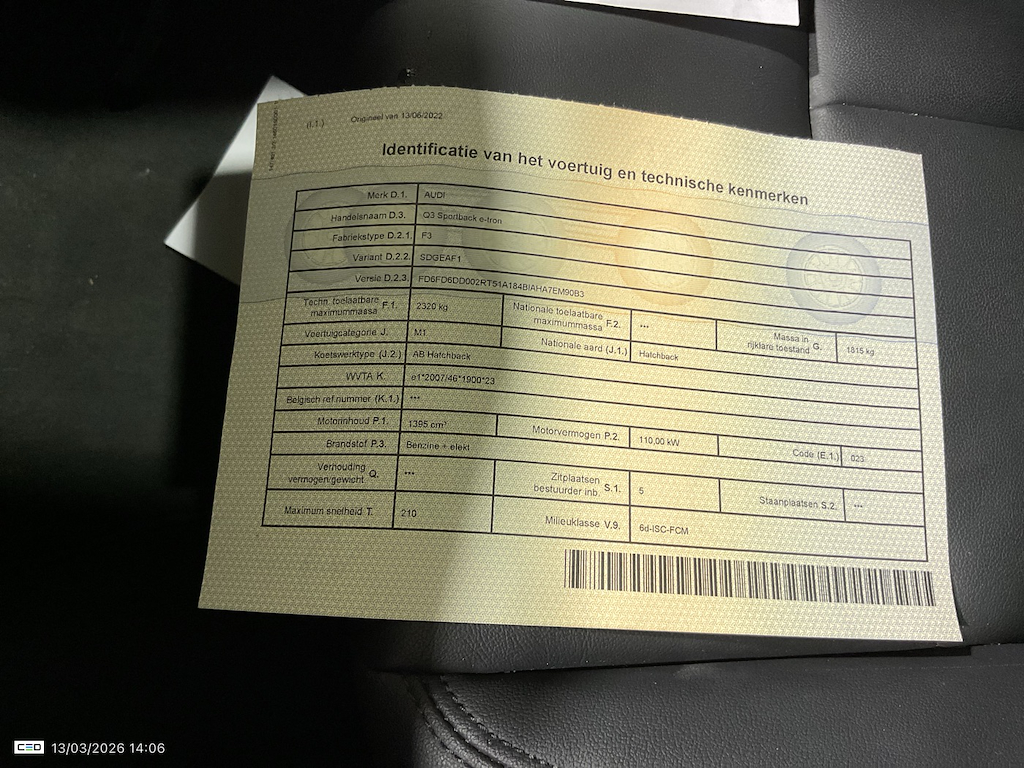 (I.1.) Origineel van 13/06/2022
Identificatie van het voertuig en technische kenmerken
Merk D.1. AUDI
Handelsnaam D.3. Q3 Sportback e-tron
Fabriekstype D.2.1. F3
Variant D.2.2. SDGEAF1
Versie D.2.3. FD6FD6DD002RT51A184BIAHA7EM90B3
Techn. toelaatbare maximummassa F.1. 2320 kg Nationale toelaatbare maximummassa F.2. *** Massa in rijklare toestand G. 1815 kg
Voertuigcategorie J. M1 Nationale aard (J.1.) Hatchback
Koetswerktype (J.2.) AB Hatchback
WVTA K. e1*2007/46*1900*23
Belgisch ref.nummer (K.1.) ***
Motorinhoud P.1. 1395 cm³ Motorvermogen P.2. 110,00 kW Code (E.1.) 023
Brandstof P.3. Benzine + elekt
Verhouding vermogen/gewicht Q. *** Zitplaatsen bestuurder inb. S.1. 5 Staanplaatsen S.2. ***
Maximum snelheid T. 210 Milieuklasse V.9. 6d-ISC-FCM
CEO 13/03/2026 14:06